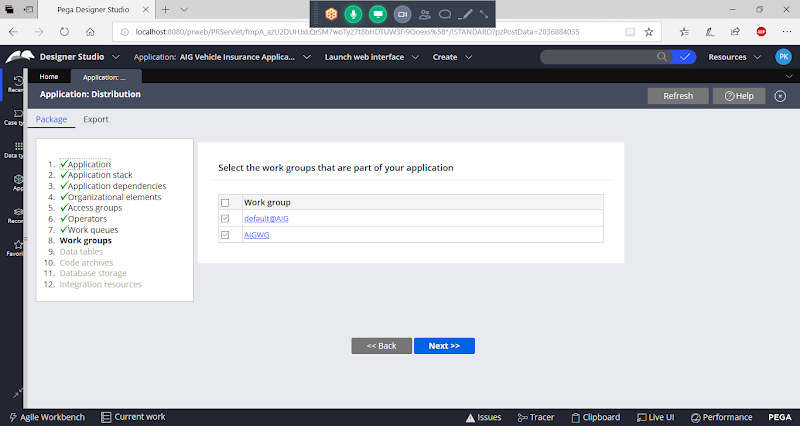 Pega Designer Studio
localhost:8080/prweb/PRServlet/fmpA_azU2DUHJxLQrSM7woTy27t8bHDTUW3Fi9Ooexs%5B*/!STANDARD?pzPostData=2036884035
ABP
Designer Studio
Application: AIG Vehicle Insurance Applica...
Launch web interface
Create
Resources
PK
Home
Application: ...
Application: Distribution
Refresh
Help
Package
Export
Recen
Case ty
Data ty
App
Recor
Favorit
1. Application
2. Application stack
3. Application dependencies
4. Organizational elements
5. Access groups
6. Operators
7. Work queues
8. Work groups
9. Data tables
10. Code archives
11. Database storage
12. Integration resources
Select the work groups that are part of your application
Work group
default@AIG
AIGWG
<< Back
Next >>
Agile Workbench
Current work
Issues
Tracer
Clipboard
Live UI
Performance
PEGA